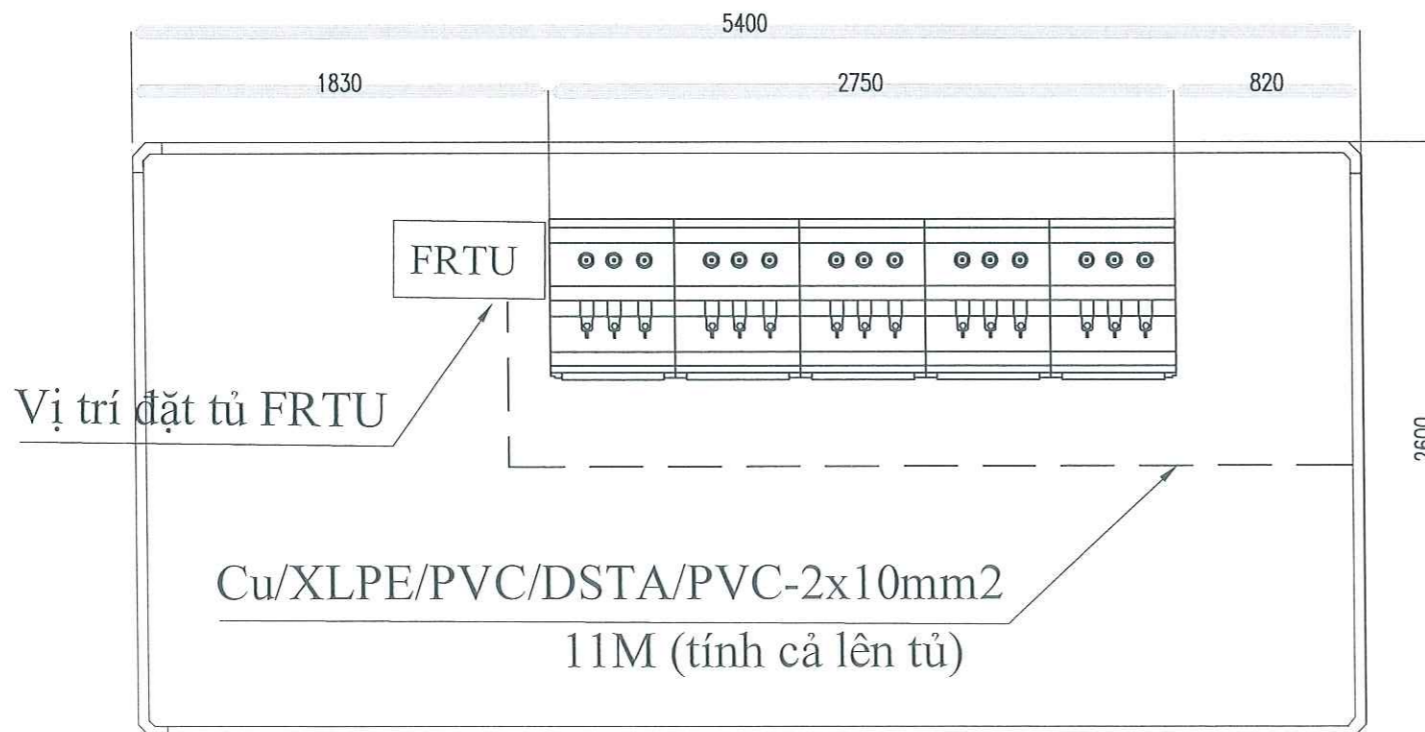 5400
1830 2750 820
FRTU
Vị trí đặt tủ FRTU
2600
Cu/XLPE/PVC/DSTA/PVC-2x10mm2
11M (tính cả lên tủ)